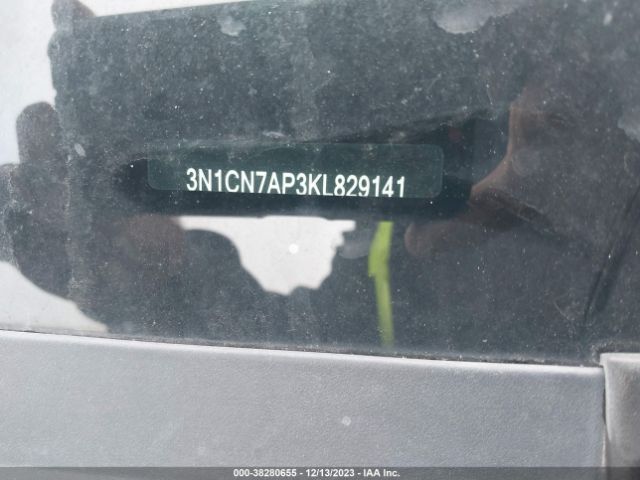 3N1CN7AP3KL829141
000-38280655 - 12/13/2023 - IAA Inc.